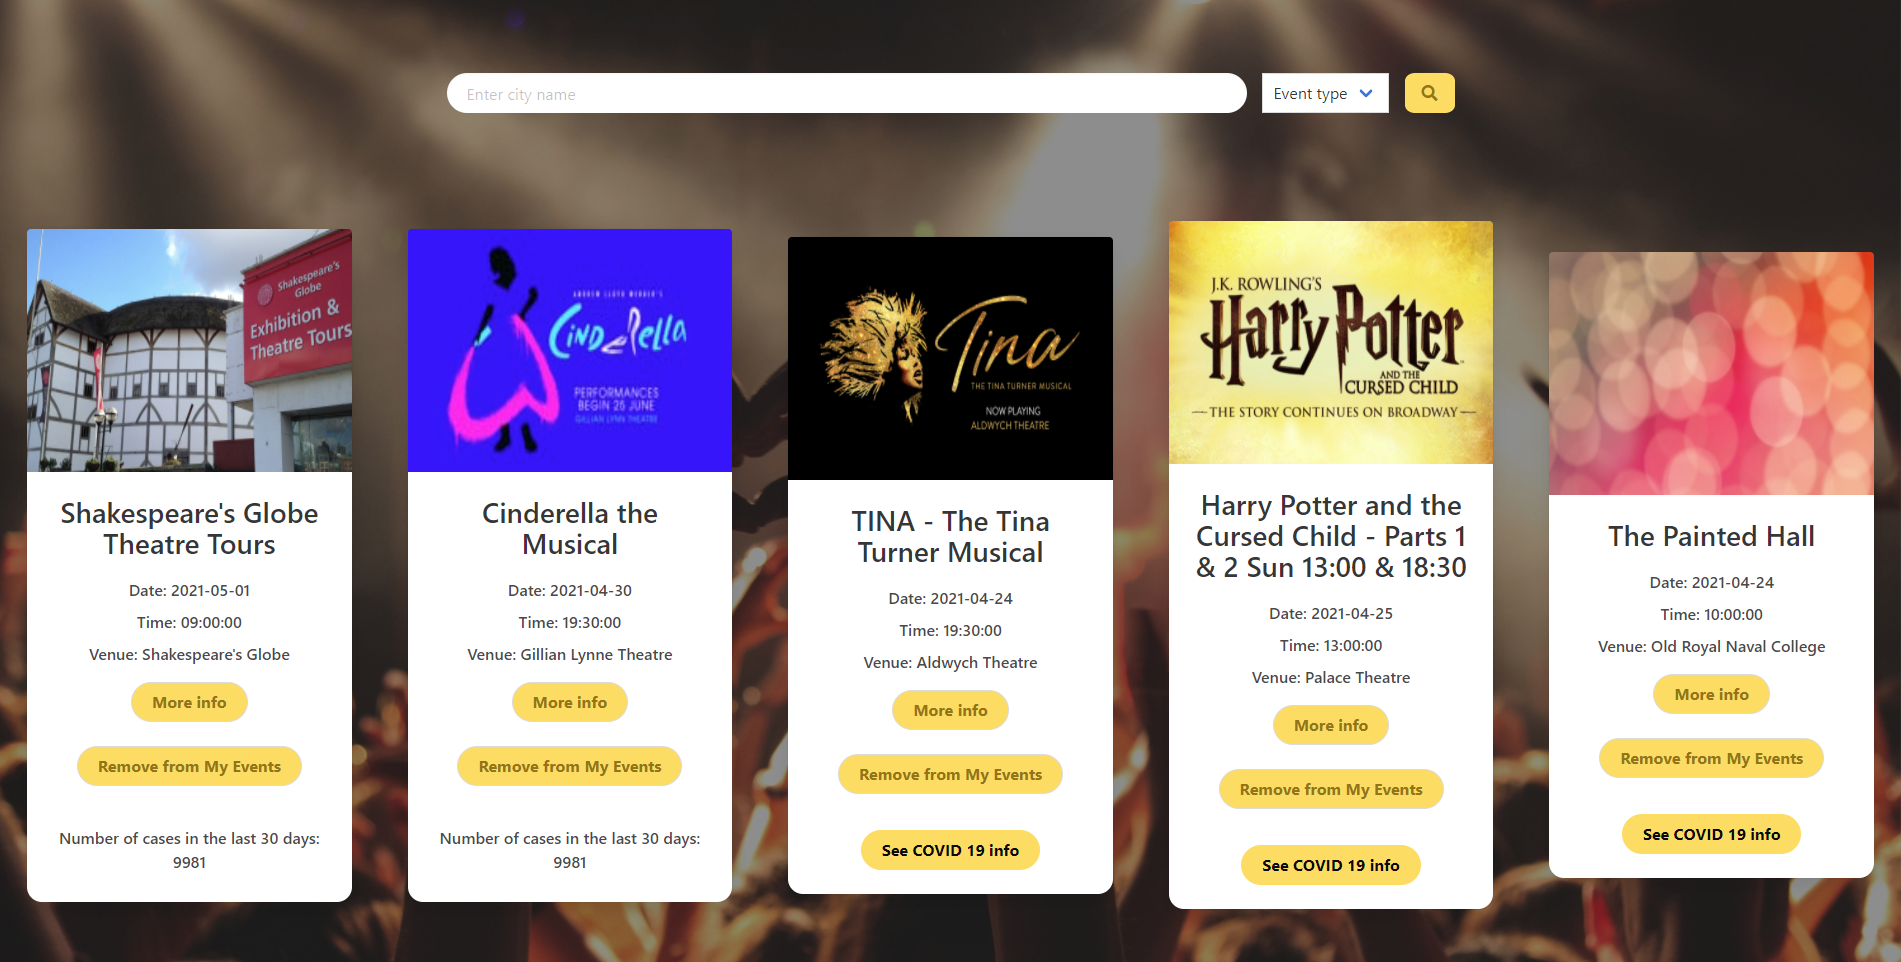 Enter city name
Event type
Shakespeare's
Globe
Exhibition &
Theatre Tours
Shakespeare's Globe
Theatre Tours
Date: 2021-05-01
Time: 09:00:00
Venue: Shakespeare's Globe
More info
Remove from My Events
Number of cases in the last 30 days:
9981
ANDREW LLOYD WEBBER'S
CINDERELLA
PERFORMANCES
BEGIN 25 JUNE
GILLIAN LYNN THEATRE
Cinderella the
Musical
Date: 2021-04-30
Time: 19:30:00
Venue: Gillian Lynne Theatre
More info
Remove from My Events
Number of cases in the last 30 days:
9981
Tina
THE TINA TURNER MUSICAL
NOW PLAYING
ALDWYCH THEATRE
TINA - The Tina
Turner Musical
Date: 2021-04-24
Time: 19:30:00
Venue: Aldwych Theatre
More info
Remove from My Events
See COVID 19 info
J.K. ROWLING'S
Harry Potter
AND THE
CURSED CHILD
THE STORY CONTINUES ON BROADWAY
Harry Potter and the
Cursed Child - Parts 1
& 2 Sun 13:00 & 18:30
Date: 2021-04-25
Time: 13:00:00
Venue: Palace Theatre
More info
Remove from My Events
See COVID 19 info
The Painted Hall
Date: 2021-04-24
Time: 10:00:00
Venue: Old Royal Naval College
More info
Remove from My Events
See COVID 19 info